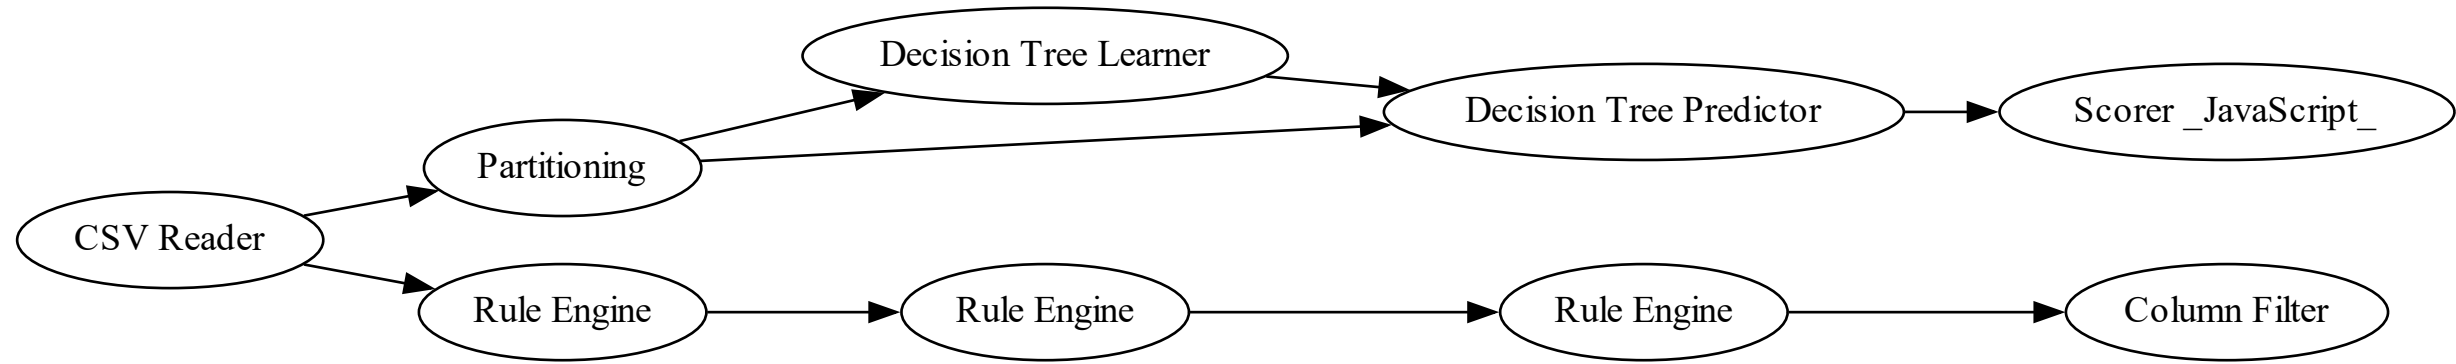 Decision Tree Learner
Decision Tree Predictor
Scorer _JavaScript_
Partitioning
CSV Reader
Rule Engine
Rule Engine
Rule Engine
Column Filter